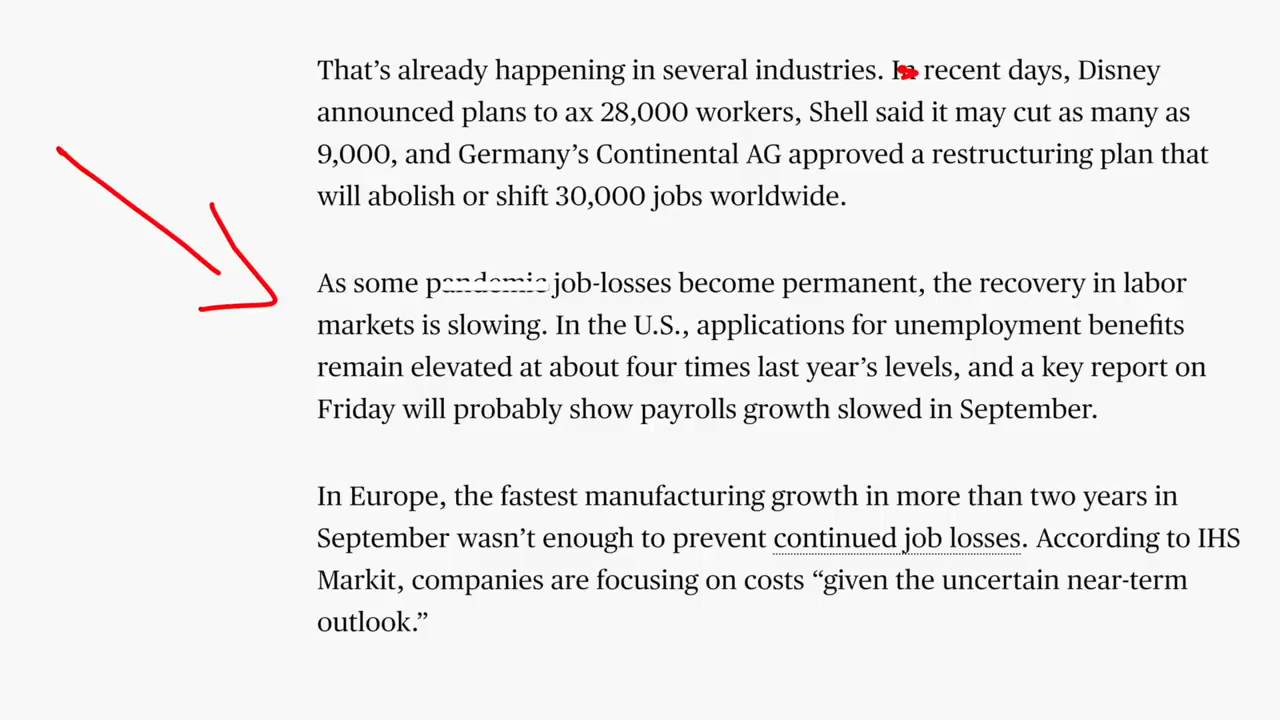 That’s already happening in several industries. In recent days, Disney
announced plans to ax 28,000 workers, Shell said it may cut as many as
9,000, and Germany’s Continental AG approved a restructuring plan that
will abolish or shift 30,000 jobs worldwide.
As some pandemic job-losses become permanent, the recovery in labor
markets is slowing. In the U.S., applications for unemployment benefits
remain elevated at about four times last year’s levels, and a key report on
Friday will probably show payrolls growth slowed in September.
In Europe, the fastest manufacturing growth in more than two years in
September wasn’t enough to prevent continued job losses. According to IHS
Markit, companies are focusing on costs “given the uncertain near-term
outlook.”